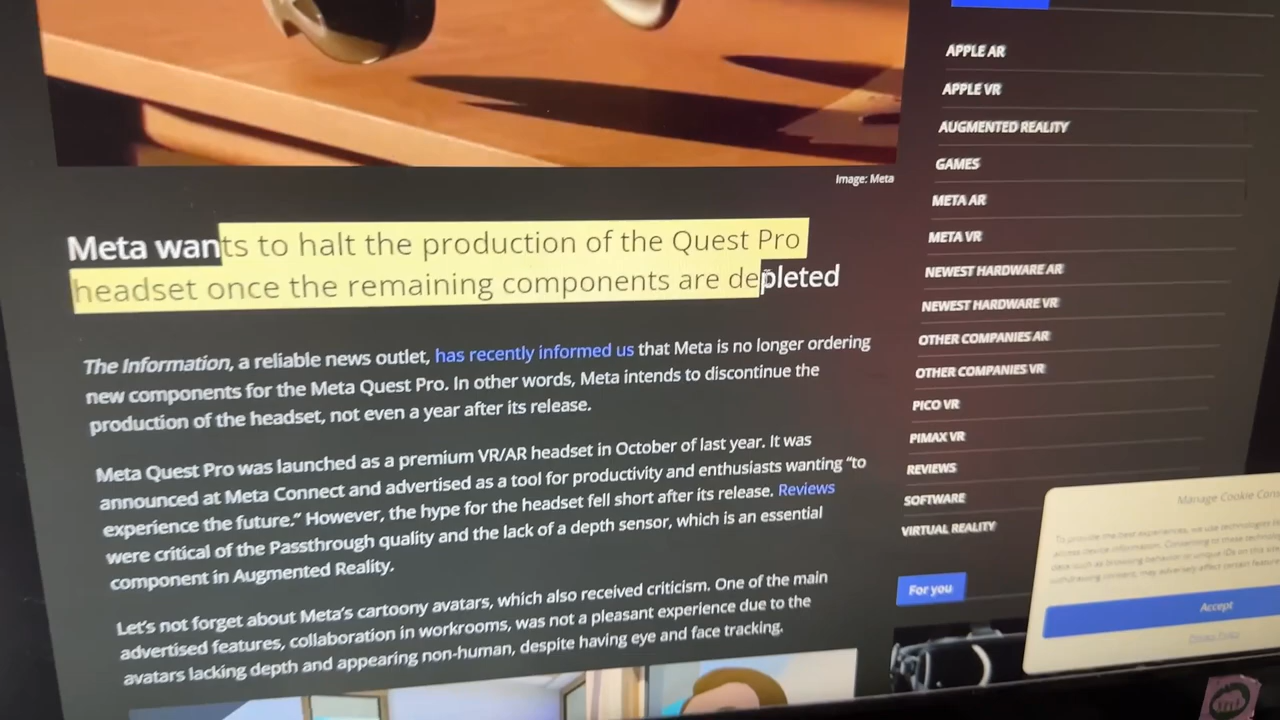 Image: Meta
Meta wants to halt the production of the Quest Pro
headset once the remaining components are depleted
The Information, a reliable news outlet, has recently informed us that Meta is no longer ordering
new components for the Meta Quest Pro. In other words, Meta intends to discontinue the
production of the headset, not even a year after its release.
Meta Quest Pro was launched as a premium VR/AR headset in October of last year. It was
announced at Meta Connect and advertised as a tool for productivity and enthusiasts wanting “to
experience the future.” However, the hype for the headset fell short after its release. Reviews
were critical of the Passthrough quality and the lack of a depth sensor, which is an essential
component in Augmented Reality.
Let’s not forget about Meta’s cartoony avatars, which also received criticism. One of the main
advertised features, collaboration in workrooms, was not a pleasant experience due to the
avatars lacking depth and appearing non-human, despite having eye and face tracking.
APPLE AR
APPLE VR
AUGMENTED REALITY
GAMES
META AR
META VR
NEWEST HARDWARE AR
NEWEST HARDWARE VR
OTHER COMPANIES AR
OTHER COMPANIES VR
PICO VR
PIMAX VR
REVIEWS
SOFTWARE
VIRTUAL REALITY
For you
Manage Cookie
To provide the best experiences, we use technologies
Accept
Privacy Policy